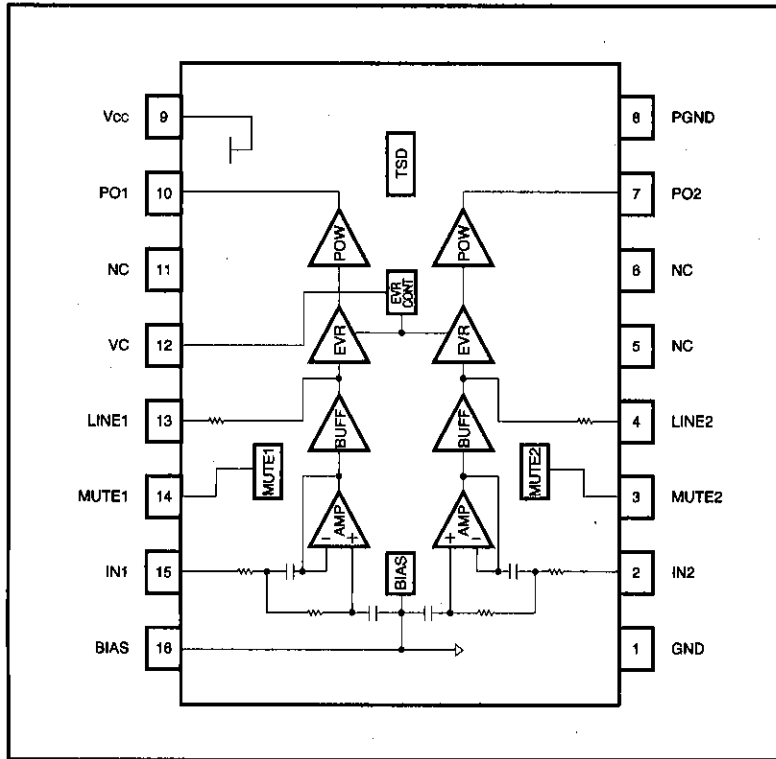 Vcc 9
8 PGND
TSD
PO1 10
7 PO2
POW
POW
NC 11
6 NC
EVR CONT
VC 12
EVR
EVR
5 NC
LINE1 13
BUFF
BUFF
4 LINE2
MUTE1 14
MUTE1
MUTE2
3 MUTE2
AMP
- +
AMP
+ -
IN1 15
BIAS
2 IN2
BIAS 16
1 GND